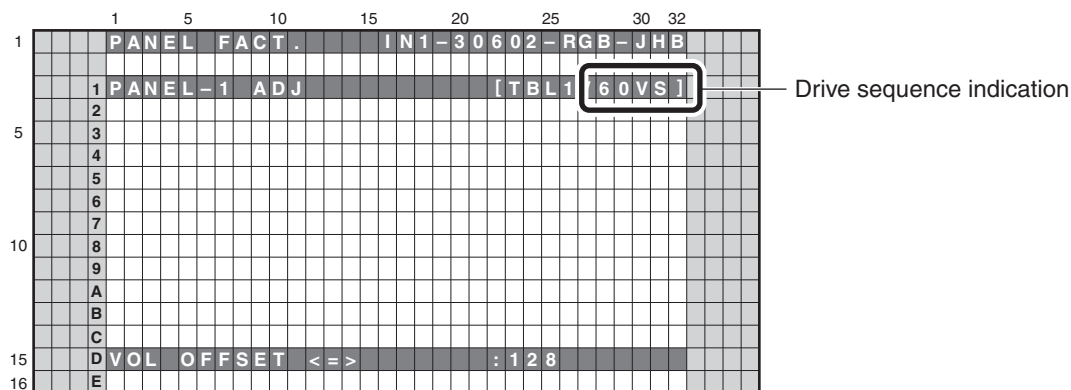 1 5 10 15 20 25 30 32
1 PANEL FACT. IN1-30602-RGB-JHB
1 PANEL-1 ADJ [TBL1/60VS] Drive sequence indication
2
5 3
4
5
6
7
10 8
9
A
B
C
15 D VOL OFFSET <=> :128
16 E